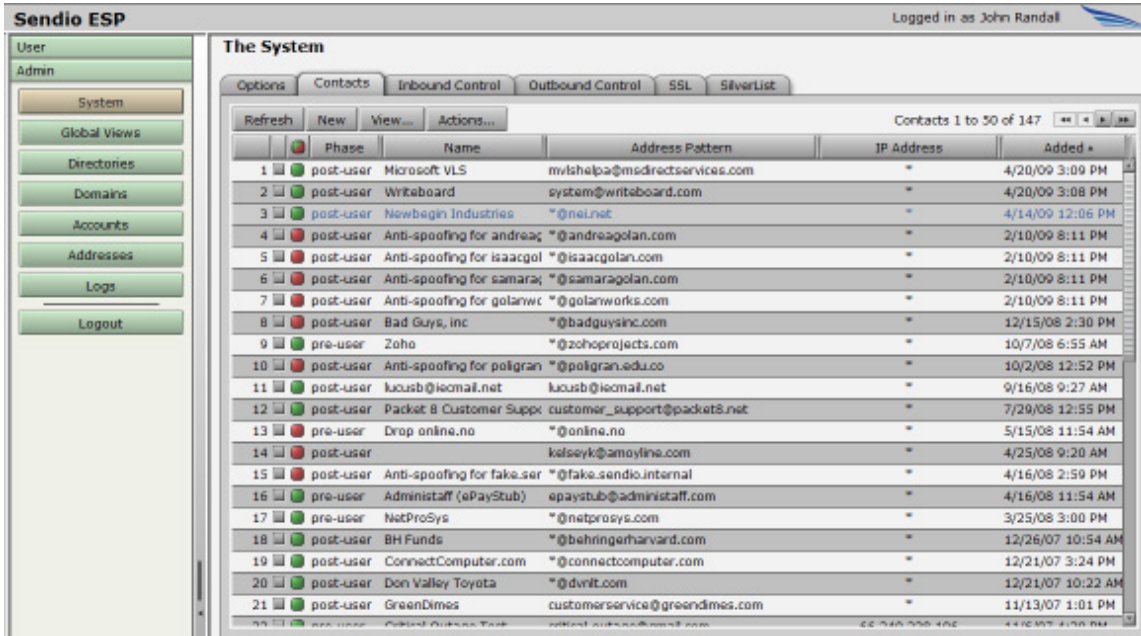 Sendio ESP
Logged in as John Randall
User
Admin
System
Global Views
Directories
Domains
Accounts
Addresses
Logs
Logout
The System
Options Contacts Inbound Control Outbound Control SSL SilverList
Refresh New View... Actions... Contacts 1 to 50 of 147
Phase Name Address Pattern IP Address Added
1 post-user Microsoft VLS mvlshelpa@msdirectservices.com * 4/20/09 3:09 PM
2 post-user Writeboard system@writeboard.com * 4/20/09 3:08 PM
3 post-user Newbegin Industries *@nei.net * 4/14/09 12:06 PM
4 post-user Anti-spoofing for andreag *@andreagolan.com * 2/10/09 8:11 PM
5 post-user Anti-spoofing for isaacgol *@isaacgolan.com * 2/10/09 8:11 PM
6 post-user Anti-spoofing for samarag *@samaragolan.com * 2/10/09 8:11 PM
7 post-user Anti-spoofing for golanwc *@golanworks.com * 2/10/09 8:11 PM
8 post-user Bad Guys, inc *@badguysinc.com * 12/15/08 2:30 PM
9 pre-user Zoho *@zohoprojects.com * 10/7/08 6:55 AM
10 post-user Anti-spoofing for poligran *@poligran.edu.co * 10/2/08 12:52 PM
11 post-user lucusb@iecmail.net lucusb@iecmail.net * 9/16/08 9:27 AM
12 post-user Packet 8 Customer Suppc customer_support@packet8.net * 7/29/08 12:55 PM
13 pre-user Drop online.no *@online.no * 5/15/08 11:54 AM
14 post-user kelseyk@amoyline.com * 4/25/08 9:20 AM
15 post-user Anti-spoofing for fake.ser *@fake.sendio.internal * 4/16/08 2:59 PM
16 pre-user Administaff (ePayStub) epaystub@administaff.com * 4/16/08 11:54 AM
17 pre-user NetProSys *@netprosys.com * 3/25/08 3:00 PM
18 post-user BH Funds *@behringerharvard.com * 12/26/07 10:54 AM
19 post-user ConnectComputer.com *@connectcomputer.com * 12/21/07 3:24 PM
20 post-user Don Valley Toyota *@dvnlt.com * 12/21/07 10:22 AM
21 post-user GreenDimes customerservice@greendimes.com * 11/13/07 1:01 PM
22 pre-user Critical Outage Test